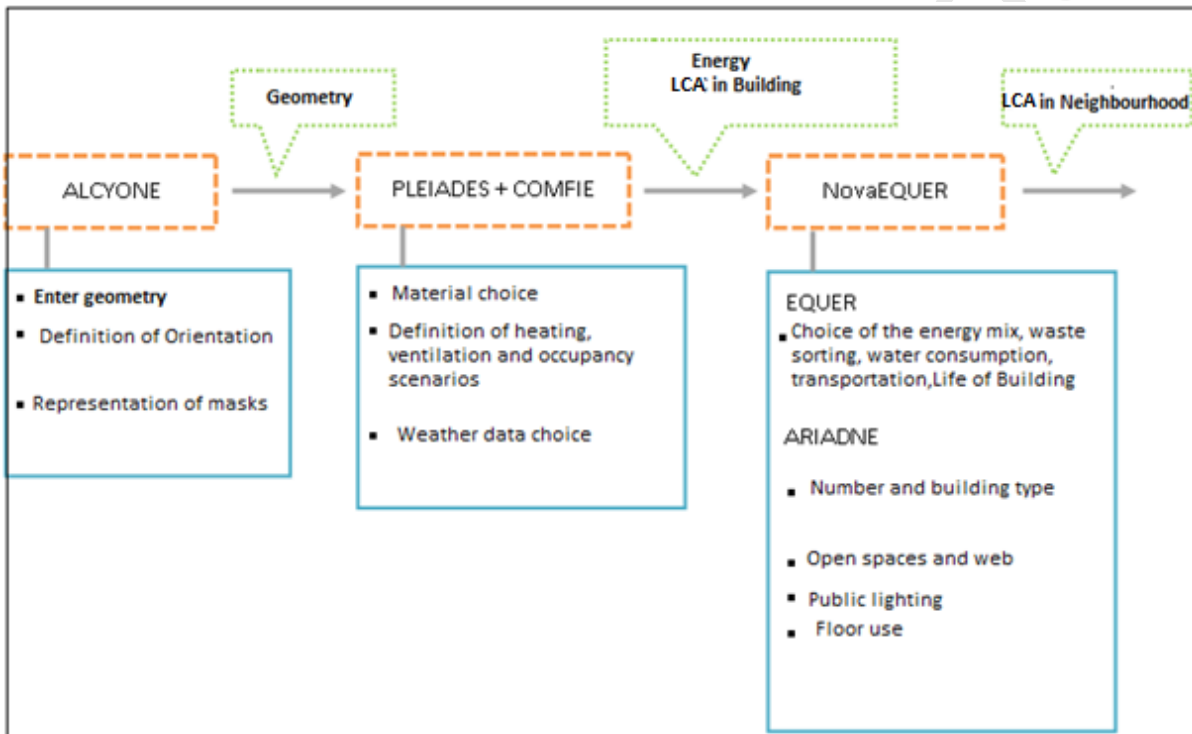 Geometry
Energy
LCA in Building
LCA in Neighbourhood
ALCYONE
PLEIADES + COMFIE
NovaEQUER
▪ Enter geometry
▪ Definition of Orientation
▪ Representation of masks
▪ Material choice
▪ Definition of heating,
ventilation and occupancy
scenarios
▪ Weather data choice
EQUER
▪ Choice of the energy mix, waste
sorting, water consumption,
transportation,Life of Building
ARIADNE
▪ Number and building type
▪ Open spaces and web
▪ Public lighting
▪ Floor use